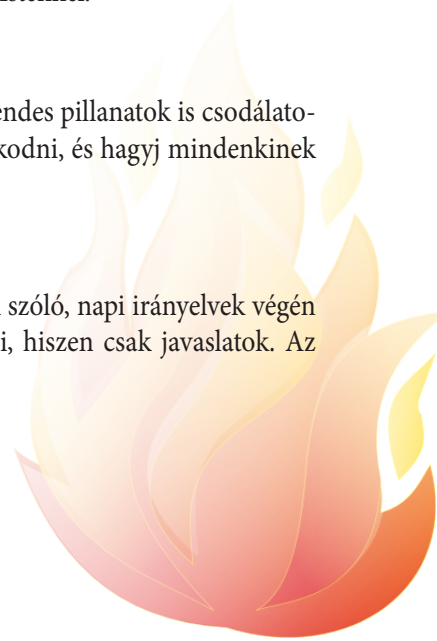 endes pillanatok is csodálato-
kodni, és hagyj mindenkinek
szóló, napi irányelvek végén
i, hiszen csak javaslatok. Az